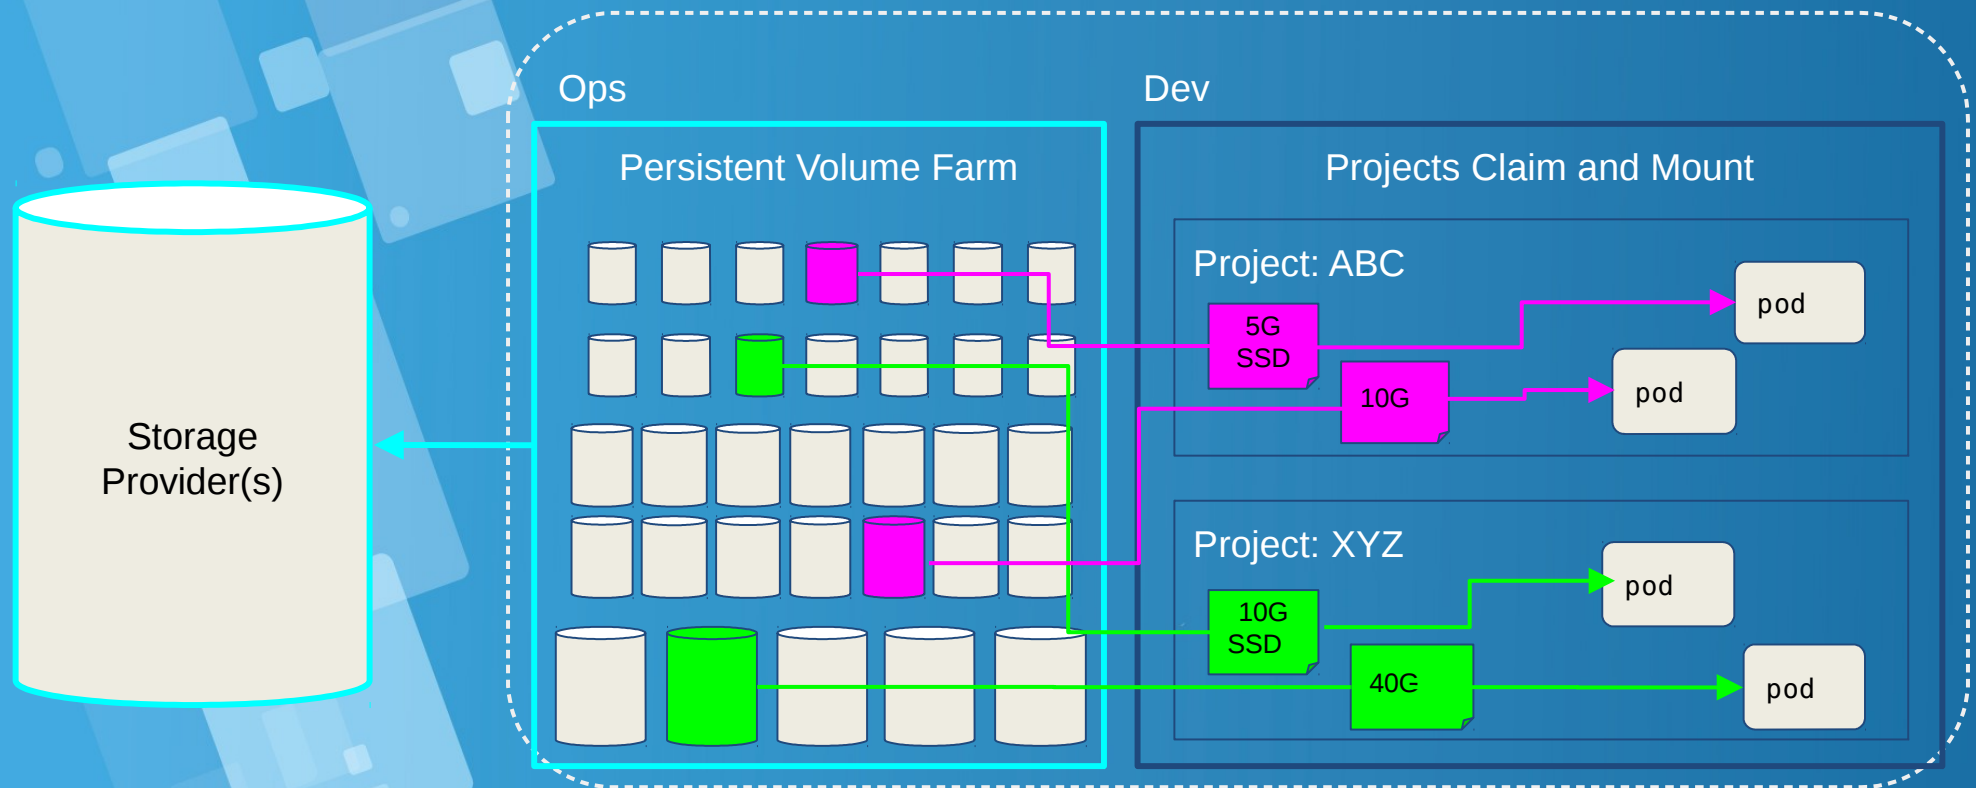 Ops
Dev
Persistent Volume Farm
Projects Claim and Mount
Storage
Provider(s)
Project: ABC
5G
SSD
10G
pod
pod
Project: XYZ
10G
SSD
40G
pod
pod